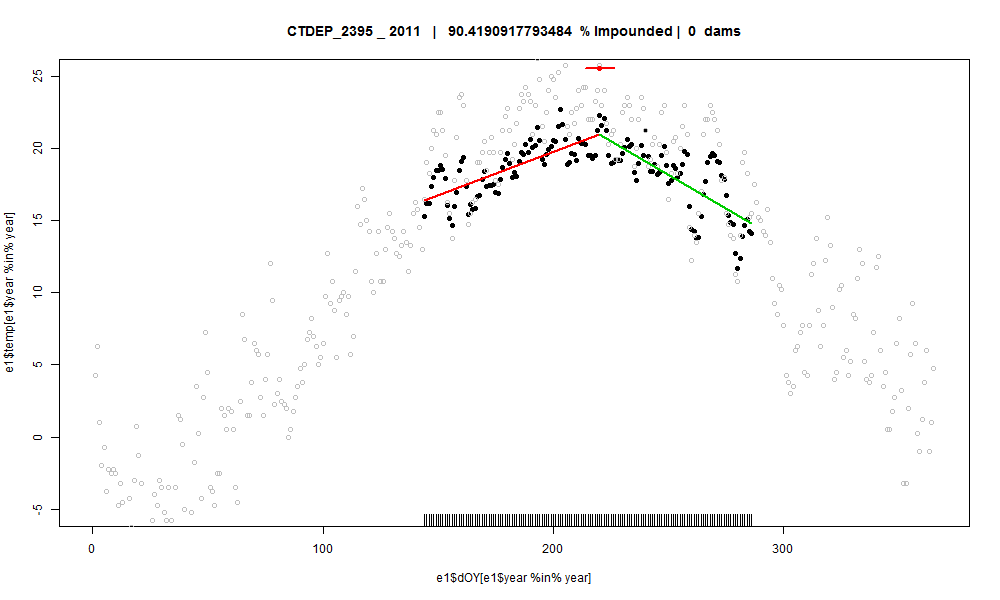 CTDEP_2395 _ 2011 | 90.4190917793484 % Impounded | 0 dams
25
20
15
10
5
0
-5
e1$temp[e1$year %in% year]
0 100 200 300
e1$dOY[e1$year %in% year]